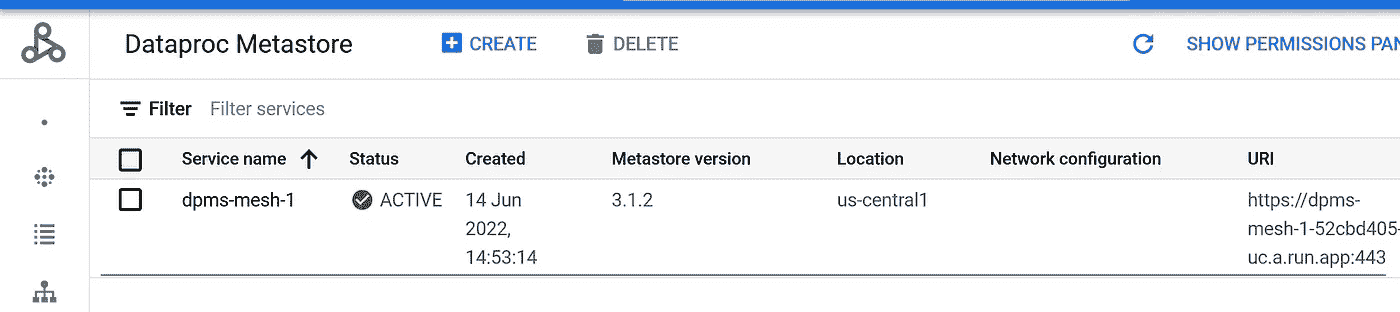 Dataproc Metastore CREATE DELETE SHOW PERMISSIONS PAN
Filter Filter services
Service name Status Created Metastore version Location Network configuration URI
dpms-mesh-1 ACTIVE 14 Jun 3.1.2 us-central1 https://dpms-
2022, mesh-1-52cbd405-
14:53:14 uc.a.run.app:443